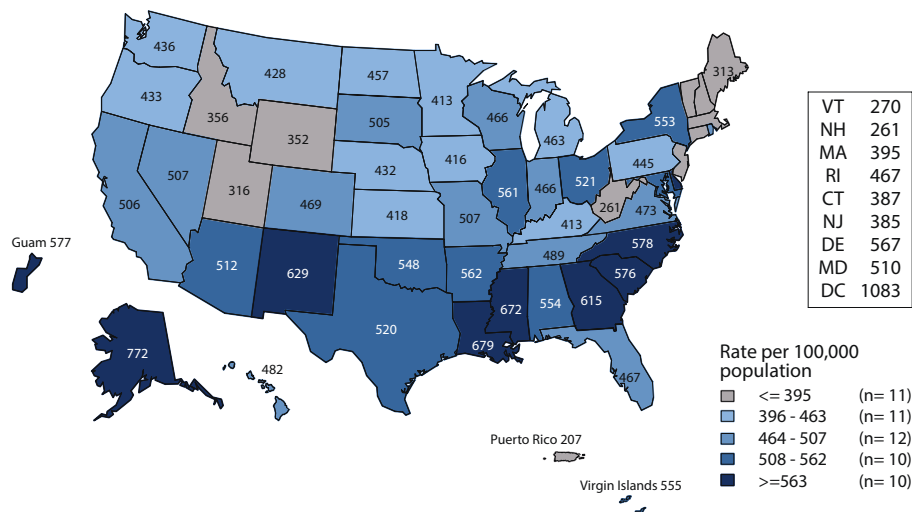 436
428
457
413
313
433
356
352
505
466
463
553
VT 270
NH 261
MA 395
RI 467
CT 387
NJ 385
DE 567
MD 510
DC 1083
506
507
316
469
432
416
561
466
521
445
418
507
413
261
473
Guam 577
512
629
548
562
489
578
576
520
679
672
554
615
772
482
467
Rate per 100,000
population
<= 395 (n= 11)
396 - 463 (n= 11)
464 - 507 (n= 12)
508 - 562 (n= 10)
>=563 (n= 10)
Puerto Rico 207
Virgin Islands 555